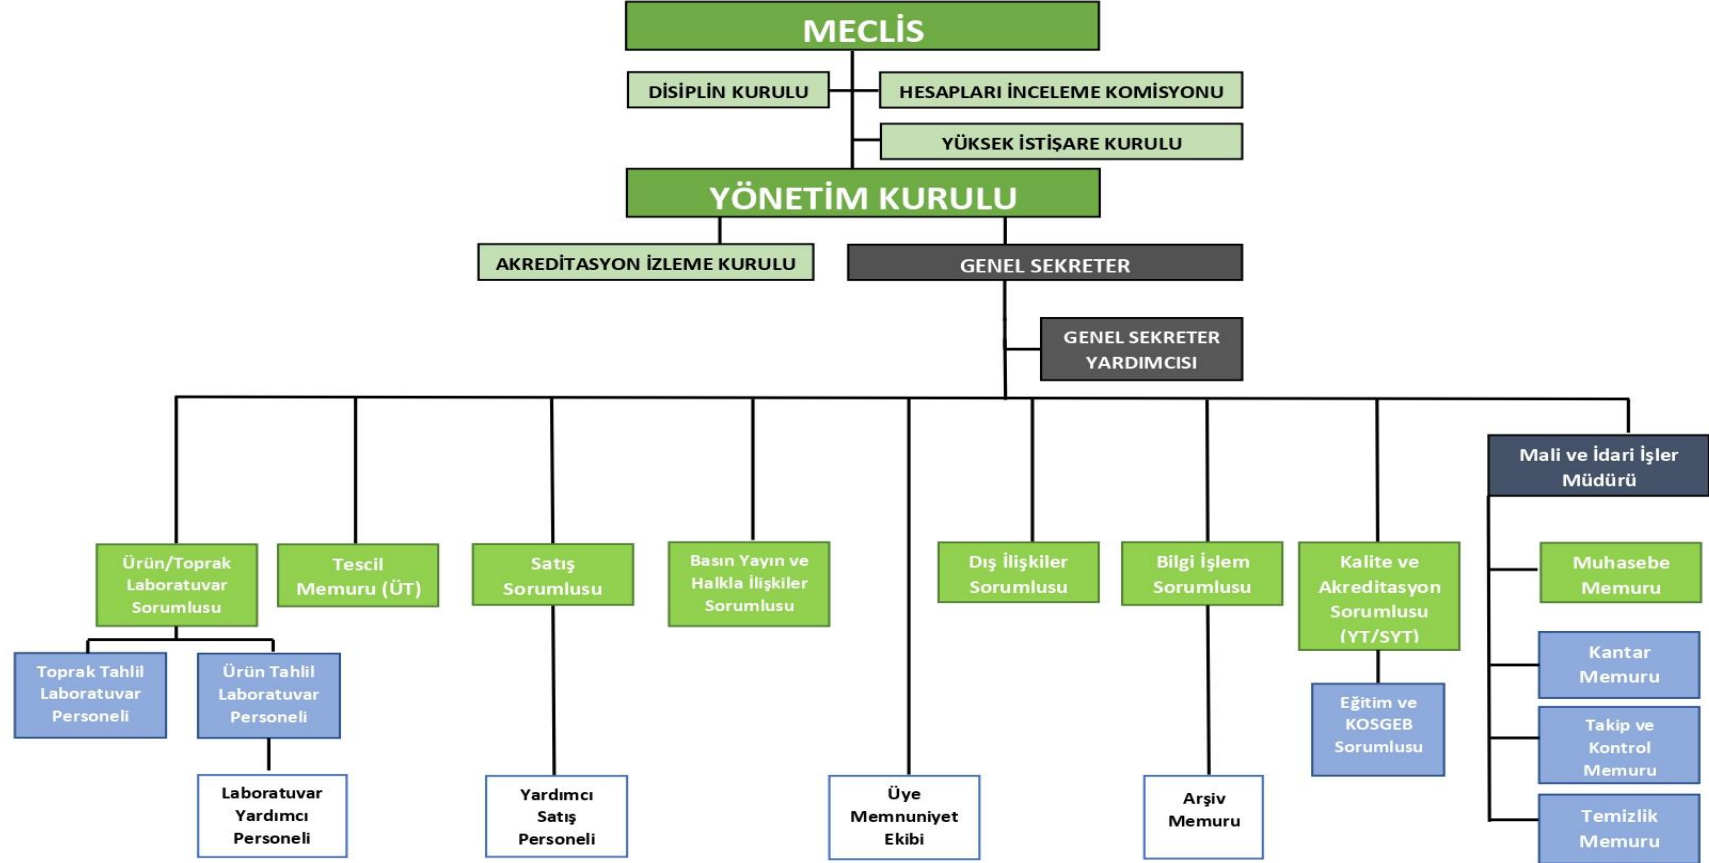 MECLİS
DİSİPLİN KURULU
HESAPLARI İNCELEME KOMİSYONU
YÜKSEK İSTİŞARE KURULU
YÖNETİM KURULU
AKREDİTASYON İZLEME KURULU
GENEL SEKRETER
GENEL SEKRETER
YARDIMCISI
Mali ve İdari İşler
Müdürü
Ürün/Toprak
Laboratuvar
Sorumlusu
Tescil
Memuru (ÜT)
Satış
Sorumlusu
Basın Yayın ve
Halkla İlişkiler
Sorumlusu
Dış İlişkiler
Sorumlusu
Bilgi İşlem
Sorumlusu
Kalite ve
Akreditasyon
Sorumlusu
(YT/SYT)
Muhasebe
Memuru
Toprak Tahlil
Laboratuvar
Personeli
Ürün Tahlil
Laboratuvar
Personeli
Kantar
Memuru
Eğitim ve
KOSGEB
Sorumlusu
Takip ve
Kontrol
Memuru
Laboratuvar
Yardımcı
Personeli
Yardımcı
Satış
Personeli
Üye
Memnuniyet
Ekibi
Arşiv
Memuru
Temizlik
Memuru